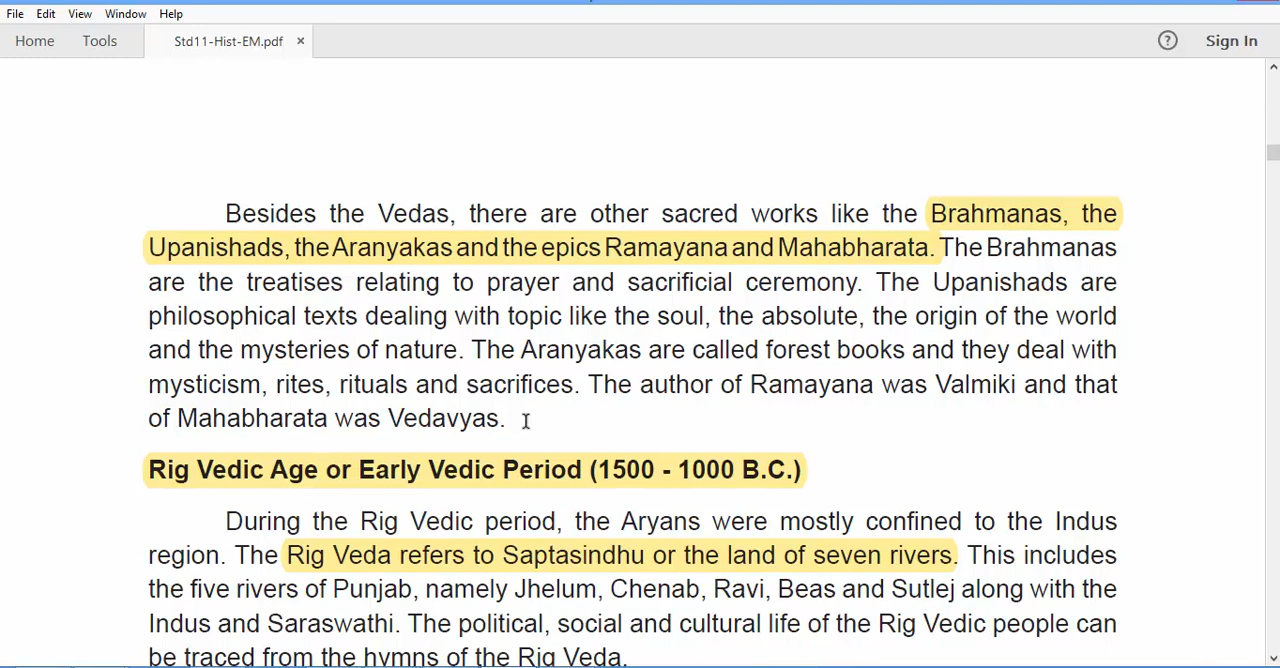 File Edit View Window Help
Home Tools Std11-Hist-EM.pdf × ? Sign In
Besides the Vedas, there are other sacred works like the Brahmanas, the
Upanishads, the Aranyakas and the epics Ramayana and Mahabharata. The Brahmanas
are the treatises relating to prayer and sacrificial ceremony. The Upanishads are
philosophical texts dealing with topic like the soul, the absolute, the origin of the world
and the mysteries of nature. The Aranyakas are called forest books and they deal with
mysticism, rites, rituals and sacrifices. The author of Ramayana was Valmiki and that
of Mahabharata was Vedavyas.
Rig Vedic Age or Early Vedic Period (1500 - 1000 B.C.)
During the Rig Vedic period, the Aryans were mostly confined to the Indus
region. The Rig Veda refers to Saptasindhu or the land of seven rivers. This includes
the five rivers of Punjab, namely Jhelum, Chenab, Ravi, Beas and Sutlej along with the
Indus and Saraswathi. The political, social and cultural life of the Rig Vedic people can
be traced from the hymns of the Rig Veda.